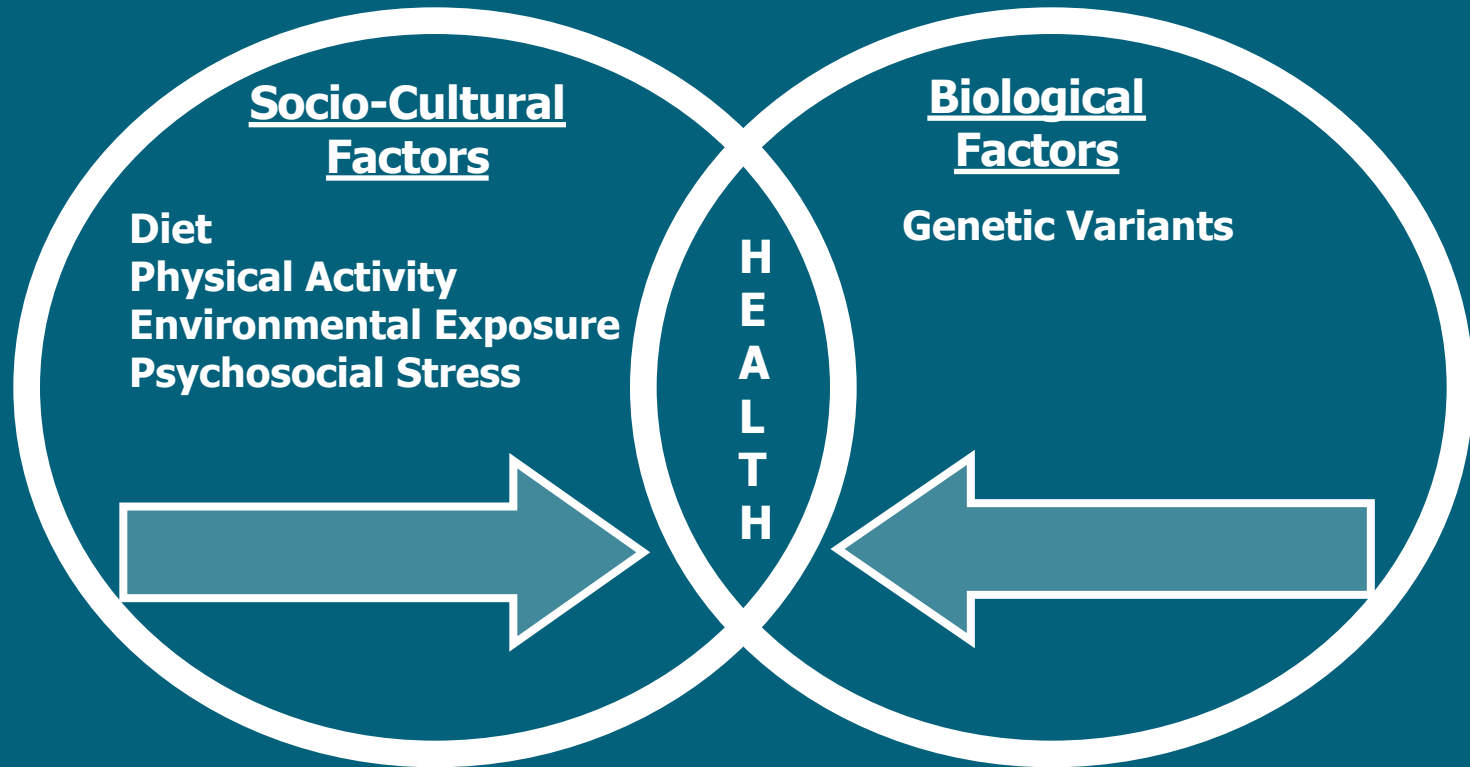 Socio-Cultural
Factors
Diet
Physical Activity
Environmental Exposure
Psychosocial Stress
H
E
A
L
T
H
Biological
Factors
Genetic Variants